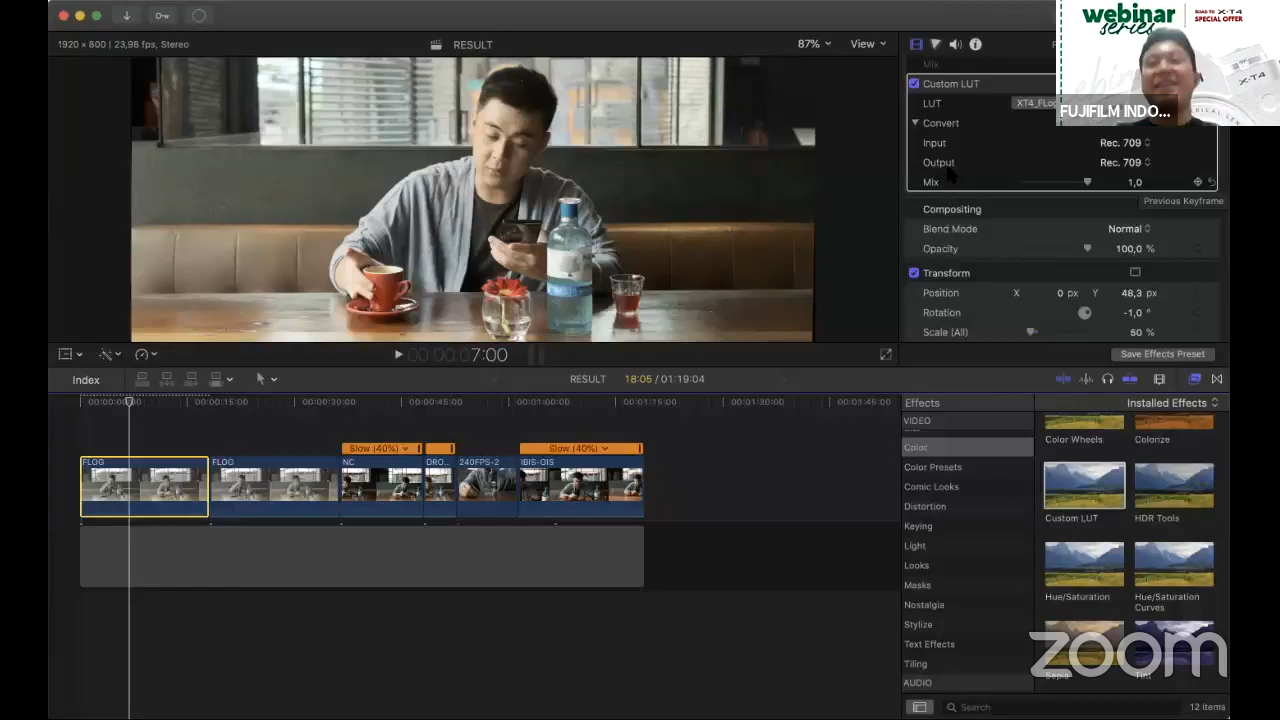 webinar
series
ROAD TO X-T4
SPECIAL OFFER
X-T4
FUJIFILM INDO...
1920 x 800 | 23,98 fps, Stereo
RESULT
87%
View
Mix
Custom LUT
LUT
XT4_FLog
Convert
Input
Rec. 709
Output
Rec. 709
Mix
1,0
Previous Keyframe
Compositing
Blend Mode
Normal
Opacity
100,0 %
Transform
Position
X
0 px
Y
48,3 px
Rotation
-1,0 °
Scale (All)
50 %
Save Effects Preset
7:00
Index
RESULT
18:05 / 01:19:04
00:00:00:00
00:00:15:00
00:00:30:00
00:00:45:00
00:01:00:00
00:01:15:00
00:01:30:00
00:01:45:00
Slow (40%)
Slow (40%)
FLOG
FLOG
NC
DRO...
240FPS-2
IBIS-OIS
Effects
Installed Effects
VIDEO
Color
Color Presets
Comic Looks
Distortion
Keying
Light
Looks
Masks
Nostalgia
Stylize
Text Effects
Tiling
AUDIO
Color Wheels
Colorize
Custom LUT
HDR Tools
Hue/Saturation
Hue/Saturation
Curves
Sepia
Tint
zoom
Search
12 items